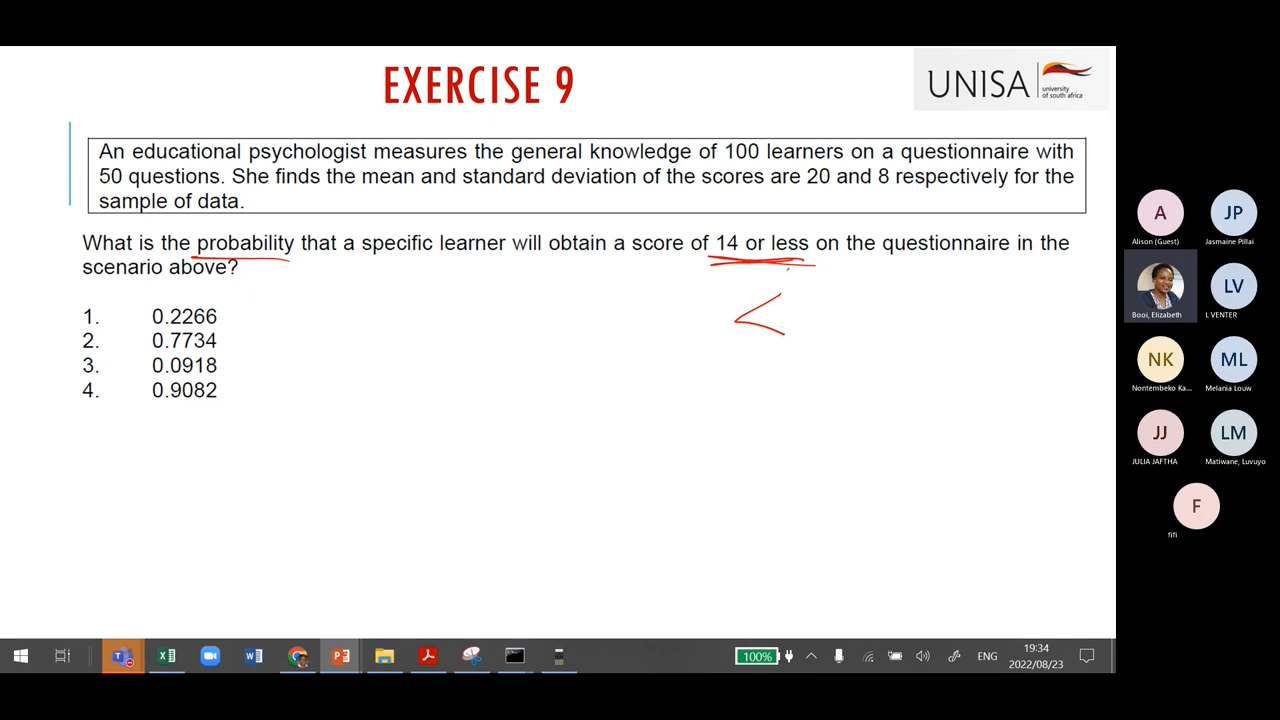 EXERCISE 9
UNISA
university
of south africa
An educational psychologist measures the general knowledge of 100 learners on a questionnaire with
50 questions. She finds the mean and standard deviation of the scores are 20 and 8 respectively for the
sample of data.
What is the probability that a specific learner will obtain a score of 14 or less on the questionnaire in the
scenario above?
<
1. 0.2266
2. 0.7734
3. 0.0918
4. 0.9082
A
JP
Alison (Guest)
Jasmaine Pillai
LV
Booi, Elizabeth
L VENTER
NK
ML
Nontembeko Ka...
Melania Louw
JJ
LM
JULIA JAFTHA
Matiwane, Luvuyo
F
fifi
100%
ENG
19:34
2022/08/23